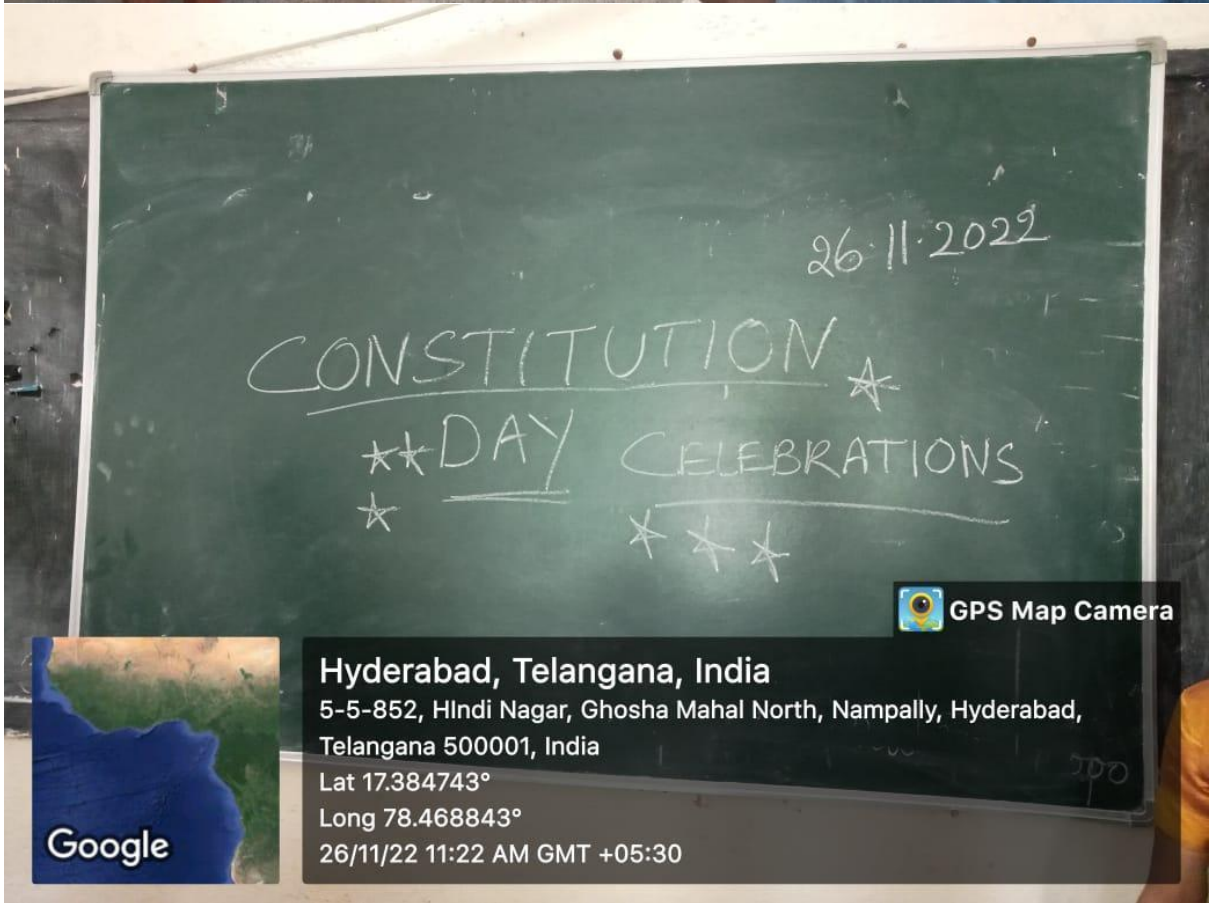 26.11.2022
CONSTITUTION
DAY CELEBRATIONS
GPS Map Camera
Hyderabad, Telangana, India
5-5-852, HIndi Nagar, Ghosha Mahal North, Nampally, Hyderabad,
Telangana 500001, India
Lat 17.384743°
Long 78.468843°
26/11/22 11:22 AM GMT +05:30
Google